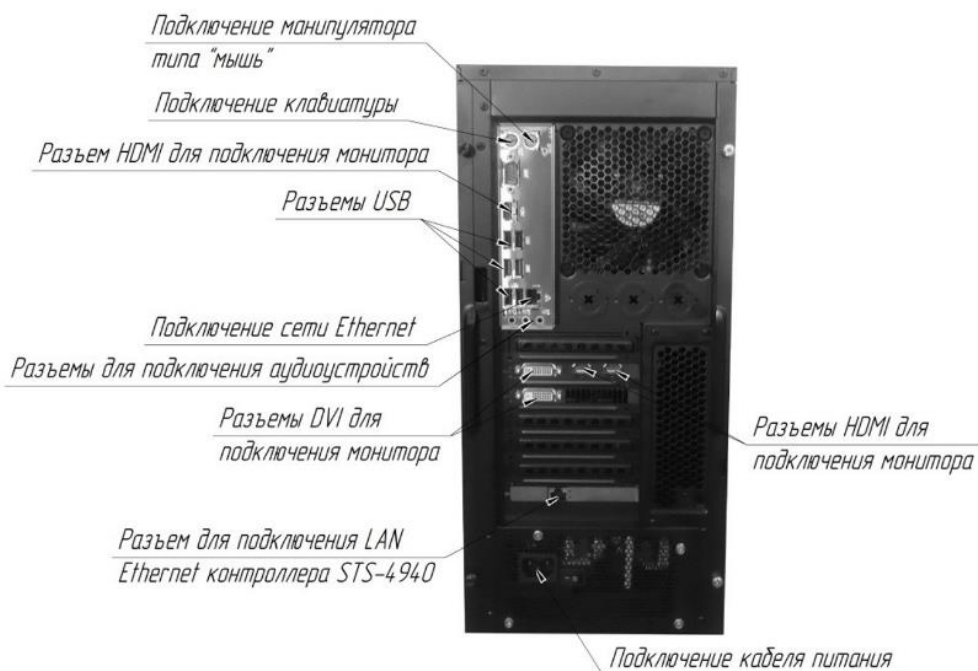 Подключение манипулятора
типа "мышь"
Подключение клавиатуры
Разъем HDMI для подключения монитора
Разъемы USB
Подключение сети Ethernet
Разъемы для подключения аудиоустройств
Разъемы DVI для
подключения монитора
Разъемы HDMI для
подключения монитора
Разъем для подключения LAN
Ethernet контроллера STS-4940
Подключение кабеля питания